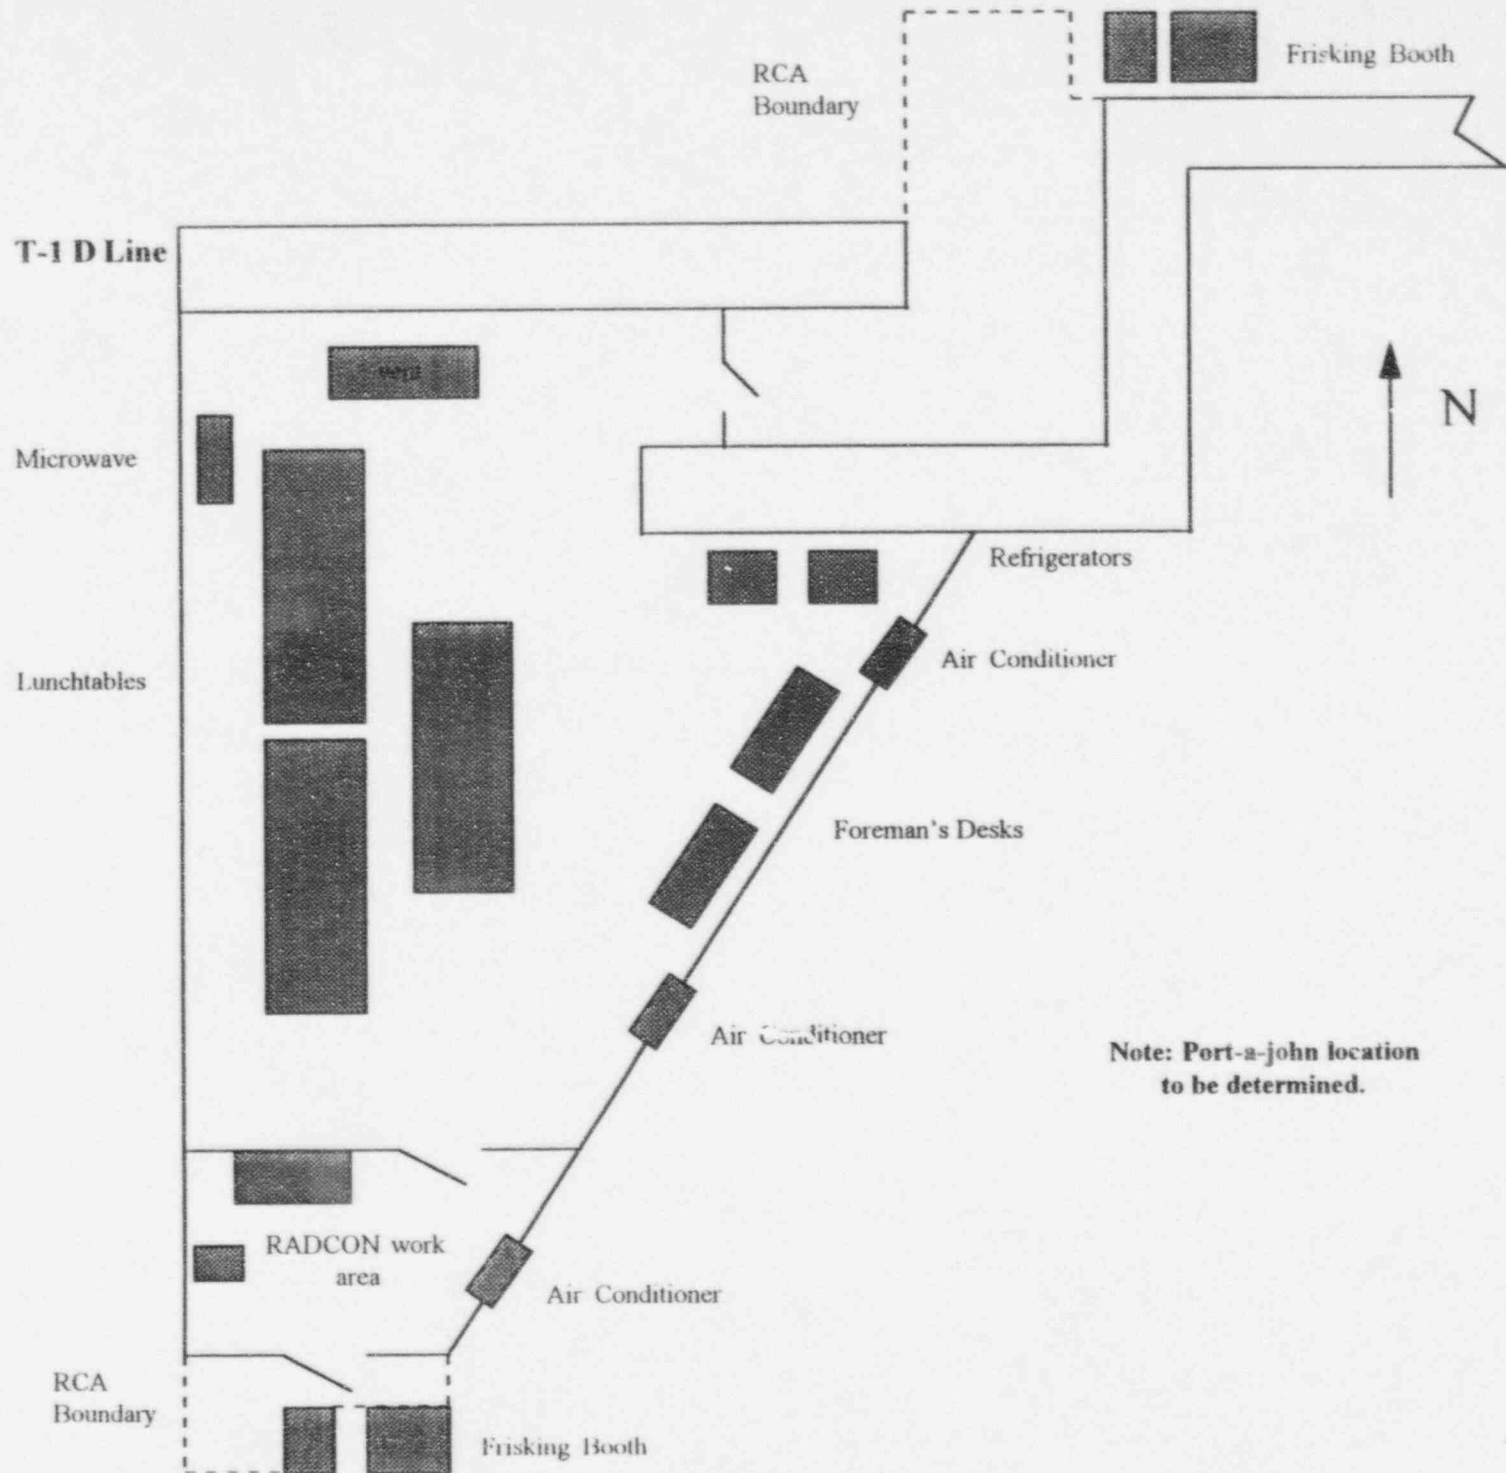 RCA
Boundary
Frisking Booth
T-1 D Line
Microwave
N
Refrigerators
Air Conditioner
Lunchtables
Foreman's Desks
Air Conditioner
Note: Port-a-john location
to be determined.
RADCON work
area
Air Conditioner
RCA
Boundary
Frisking Booth